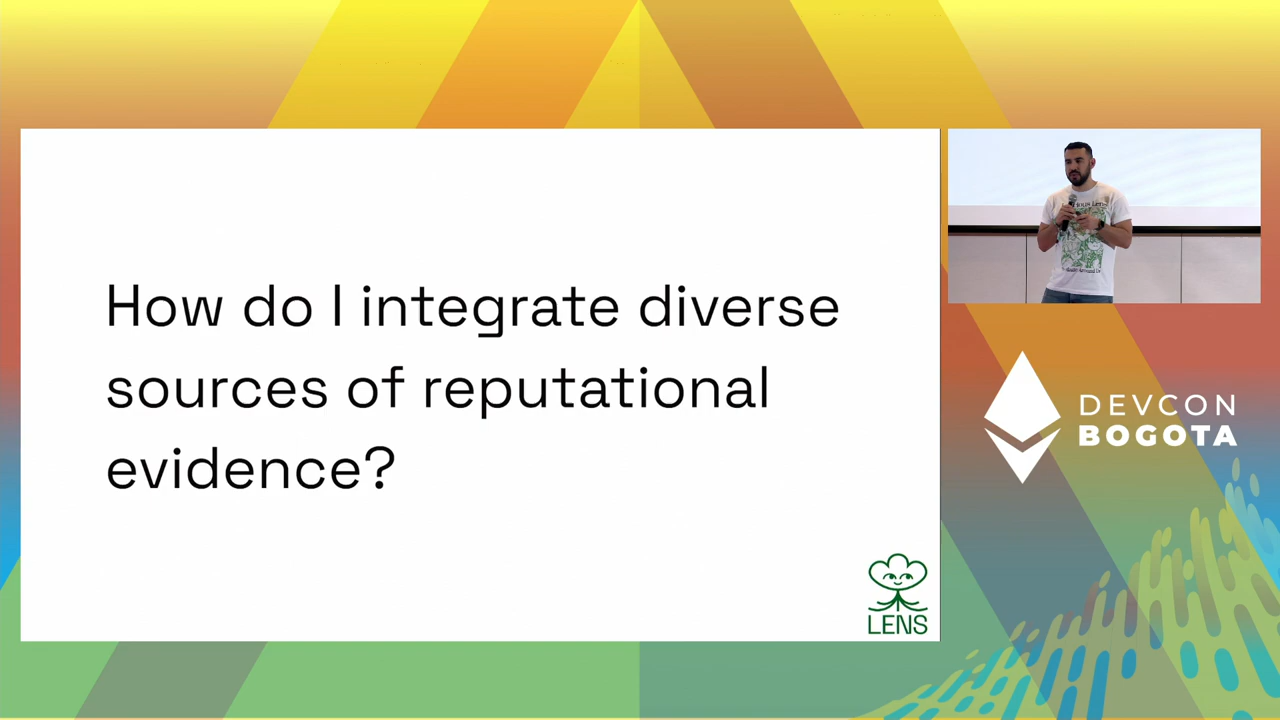 How do I integrate diverse
sources of reputational
evidence?
LENS
DEVCON
BOGOTA